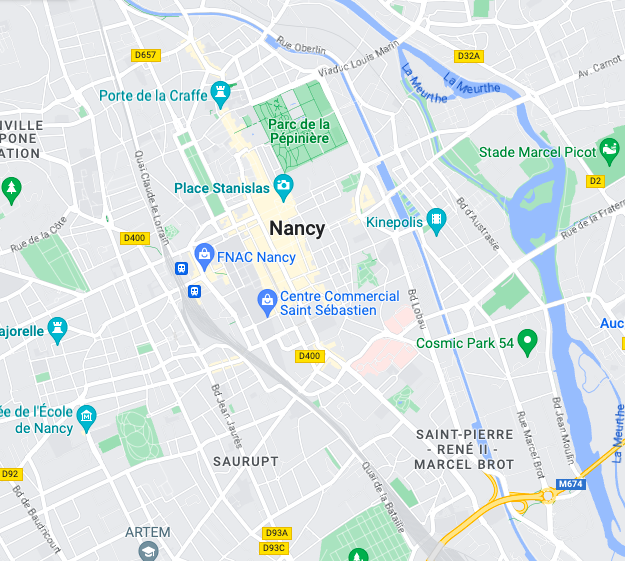 Rue Oberlin
D657
Viaduc Louis Marin
D32A
La Meurthe
La Meurthe
Av. Carnot
Porte de la Craffe
NVILLE
PONE
ATION
Parc de la
Pépinière
Stade Marcel Picot
Quai Claude le Lorrain
D2
Place Stanislas
Rue de la Côte
Nancy
Kinepolis
Bd d'Austrasie
Rue de la Fratern
D400
FNAC Nancy
Centre Commercial
Saint Sébastien
Bd Lobau
ajorelle
Auc
D400
Cosmic Park 54
ée de l'École
de Nancy
Bd Jean Jaurès
Rue Marcel Brot
Bd Jean Moulin
La Meurthe
SAINT-PIERRE
- RENÉ II -
MARCEL BROT
SAURUPT
D92
Quai de la Bataille
M674
Bd de Baudricourt
ARTEM
D93A
D93C